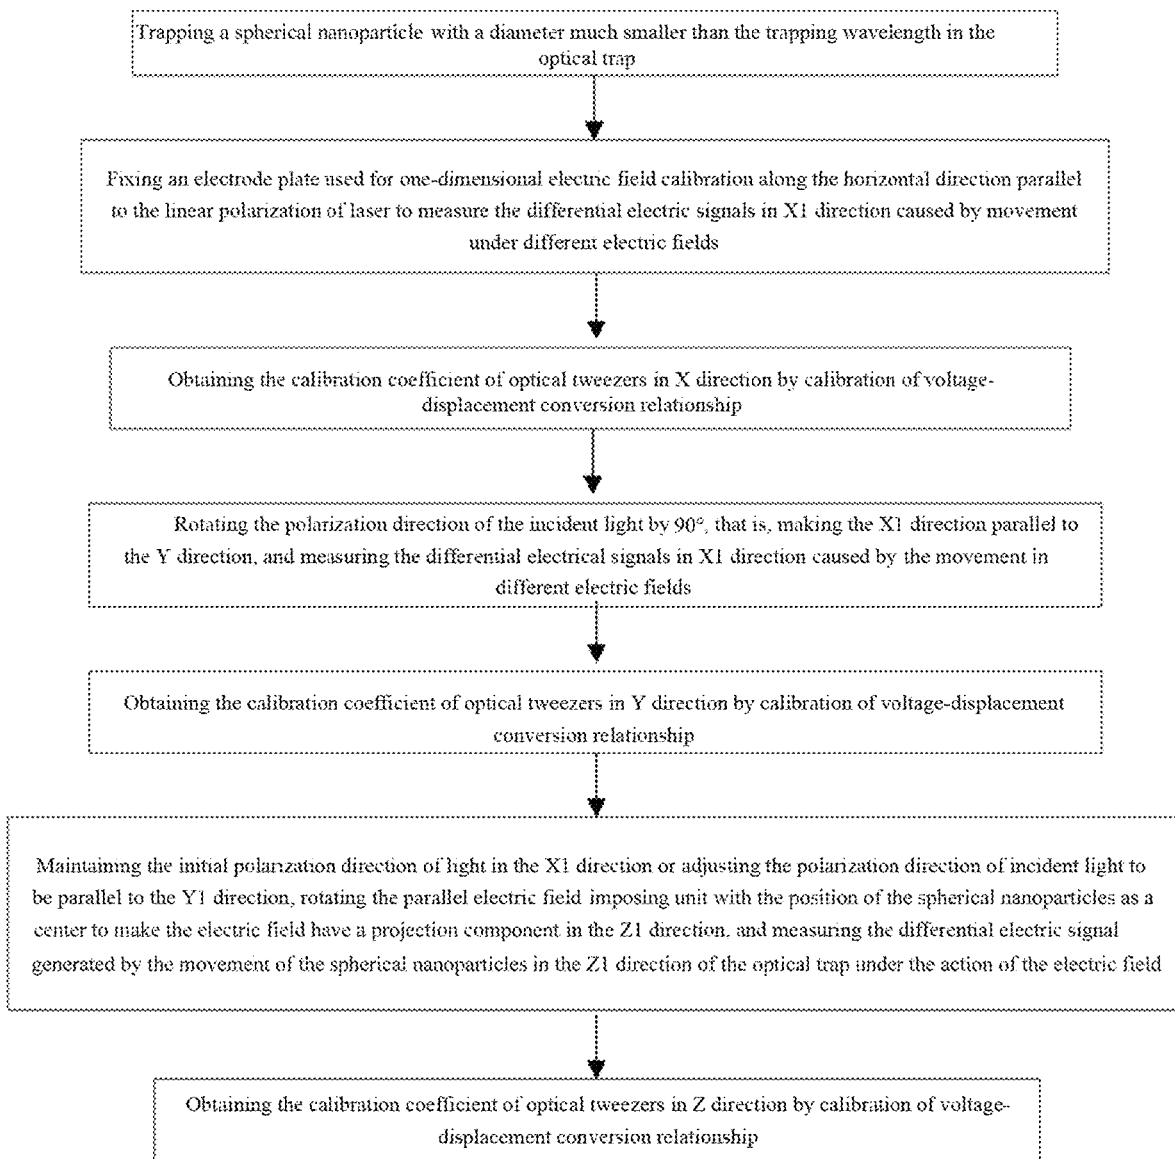 Trapping a spherical nanoparticle with a diameter much smaller than the trapping wavelength in the
optical trap
Fixing an electrode plate used for one-dimensional electric field calibration along the horizontal direction parallel
to the linear polarization of laser to measure the differential electric signals in X1 direction caused by movement
under different electric fields
Obtaining the calibration coefficient of optical tweezers in X direction by calibration of voltage-
displacement conversion relationship
Rotating the polarization direction of the incident light by 90°, that is, making the X1 direction parallel to
the Y direction, and measuring the differential electrical signals in X1 direction caused by the movement in
different electric fields
Obtaining the calibration coefficient of optical tweezers in Y direction by calibration of voltage-displacement
conversion relationship
Maintaining the initial polarization direction of light in the X1 direction or adjusting the polarization direction of incident light to
be parallel to the Y1 direction, rotating the parallel electric field imposing unit with the position of the spherical nanoparticles as a
center to make the electric field have a projection component in the Z1 direction, and measuring the differential electric signal
generated by the movement of the spherical nanoparticles in the Z1 direction of the optical trap under the action of the electric field
Obtaining the calibration coefficient of optical tweezers in Z direction by calibration of voltage-
displacement conversion relationship